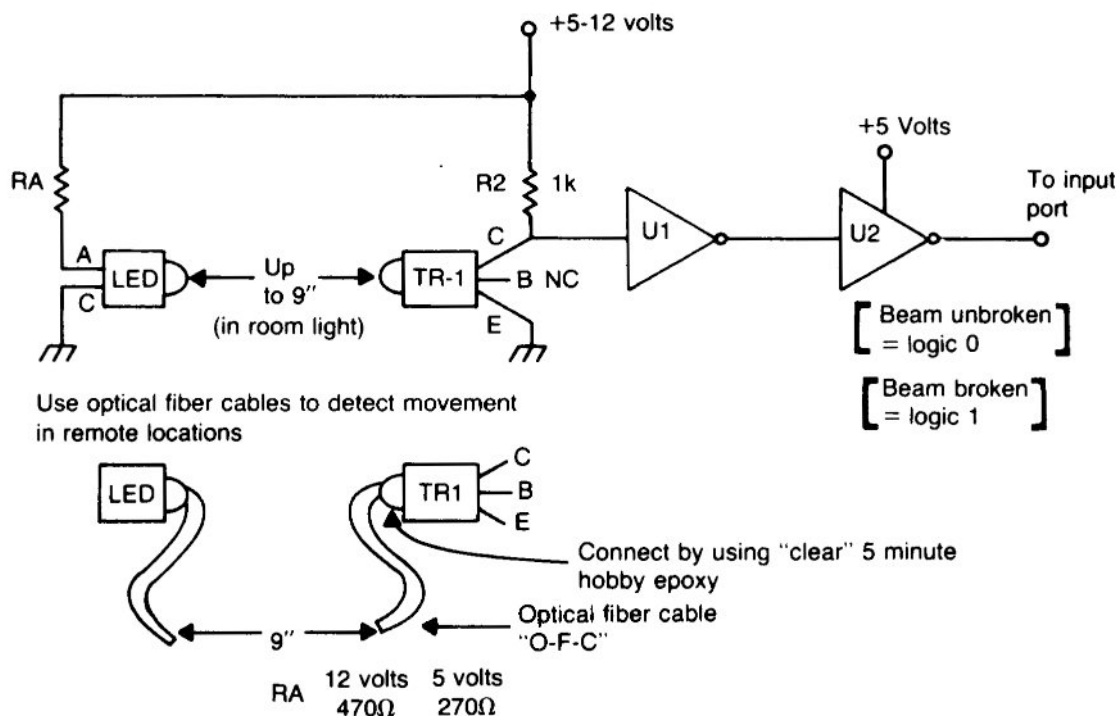 +5-12 volts
+5 Volts
RA
R2 1k
To input
port
C
U1
U2
A
LED
Up
to 9"
(in room light)
TR-1
B NC
C
E
[Beam unbroken
= logic 0]
[Beam broken
= logic 1]
Use optical fiber cables to detect movement
in remote locations
LED
TR1
C
B
E
Connect by using "clear" 5 minute
hobby epoxy
Optical fiber cable
"O-F-C"
9"
12 volts 5 volts
RA 470Ω 270Ω